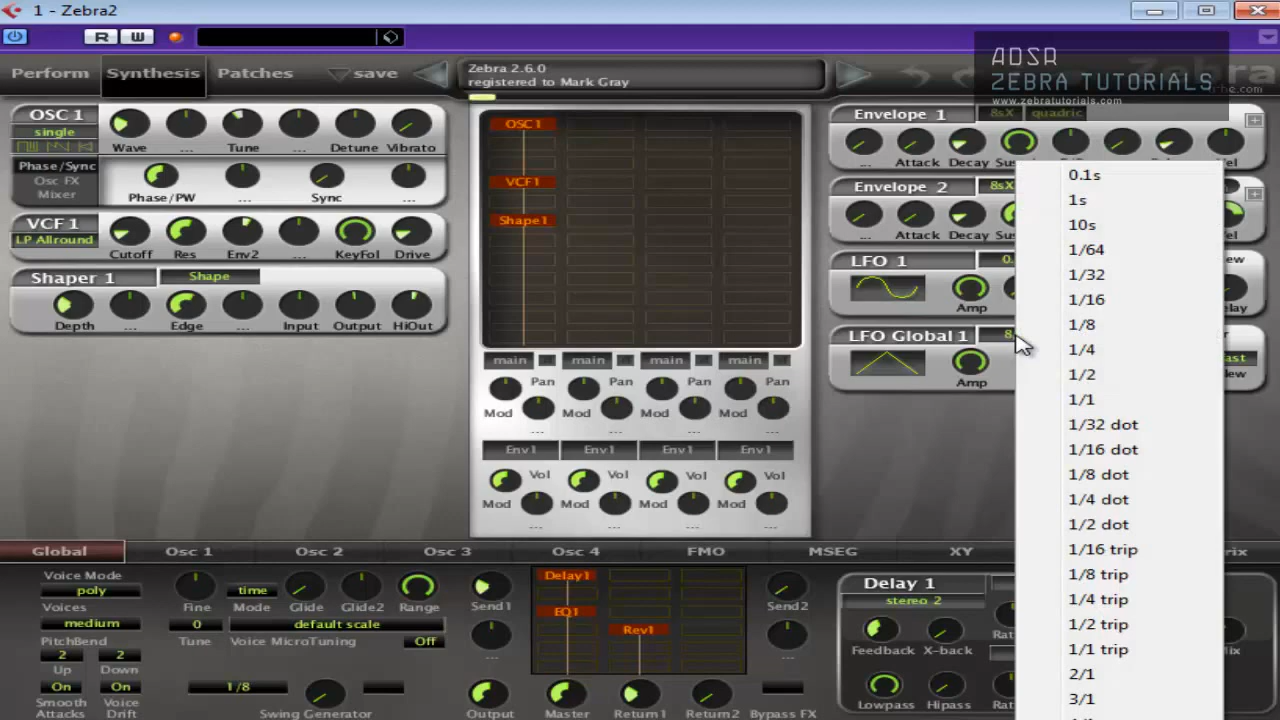 1 - Zebra2
R W
ADSR
ZEBRA TUTORIALS
www.zebratutorials.com
Perform Synthesis Patches save
Zebra 2.6.0
registered to Mark Gray
OSC 1
single
Wave ... Tune ... Detune Vibrato
Phase/Sync
Osc FX
Mixer
Phase/PW ... Sync ...
VCF 1
LP Allround
Cutoff Res Env2 ... KeyFol Drive
Shaper 1 Shape
Depth ... Edge ... Input Output HiOut
OSC1
VCF1
Shape1
main main main main
Pan Pan Pan Pan
Mod Mod Mod Mod
... ... ... ...
Env1 Env1 Env1 Env1
Vol Vol Vol Vol
Mod Mod Mod Mod
... ... ... ...
Envelope 1 8sX quadric
... Attack Decay
Envelope 2 8sX
... Attack Decay
LFO 1
Amp
LFO Global 1
Amp
0.1s
1s
10s
1/64
1/32
1/16
1/8
1/4
1/2
1/1
1/32 dot
1/16 dot
1/8 dot
1/4 dot
1/2 dot
1/16 trip
1/8 trip
1/4 trip
1/2 trip
1/1 trip
2/1
3/1
Global Osc 1 Osc 2 Osc 3 Osc 4 FMO MSEG XY
Voice Mode
poly
Voices
medium
PitchBend
2 2
Up Down
On On
Smooth Attacks Voice Drift
Fine time Glide Glide2 Range
Mode
0 default scale
Tune Voice MicroTuning Off
1/8
Swing Generator
Send1
...
Output
Delay1
EQ1
Rev1
Master Return1 Return2 Bypass FX
Send2
...
Delay 1
stereo 2
Feedback X-back
Lowpass Hipass